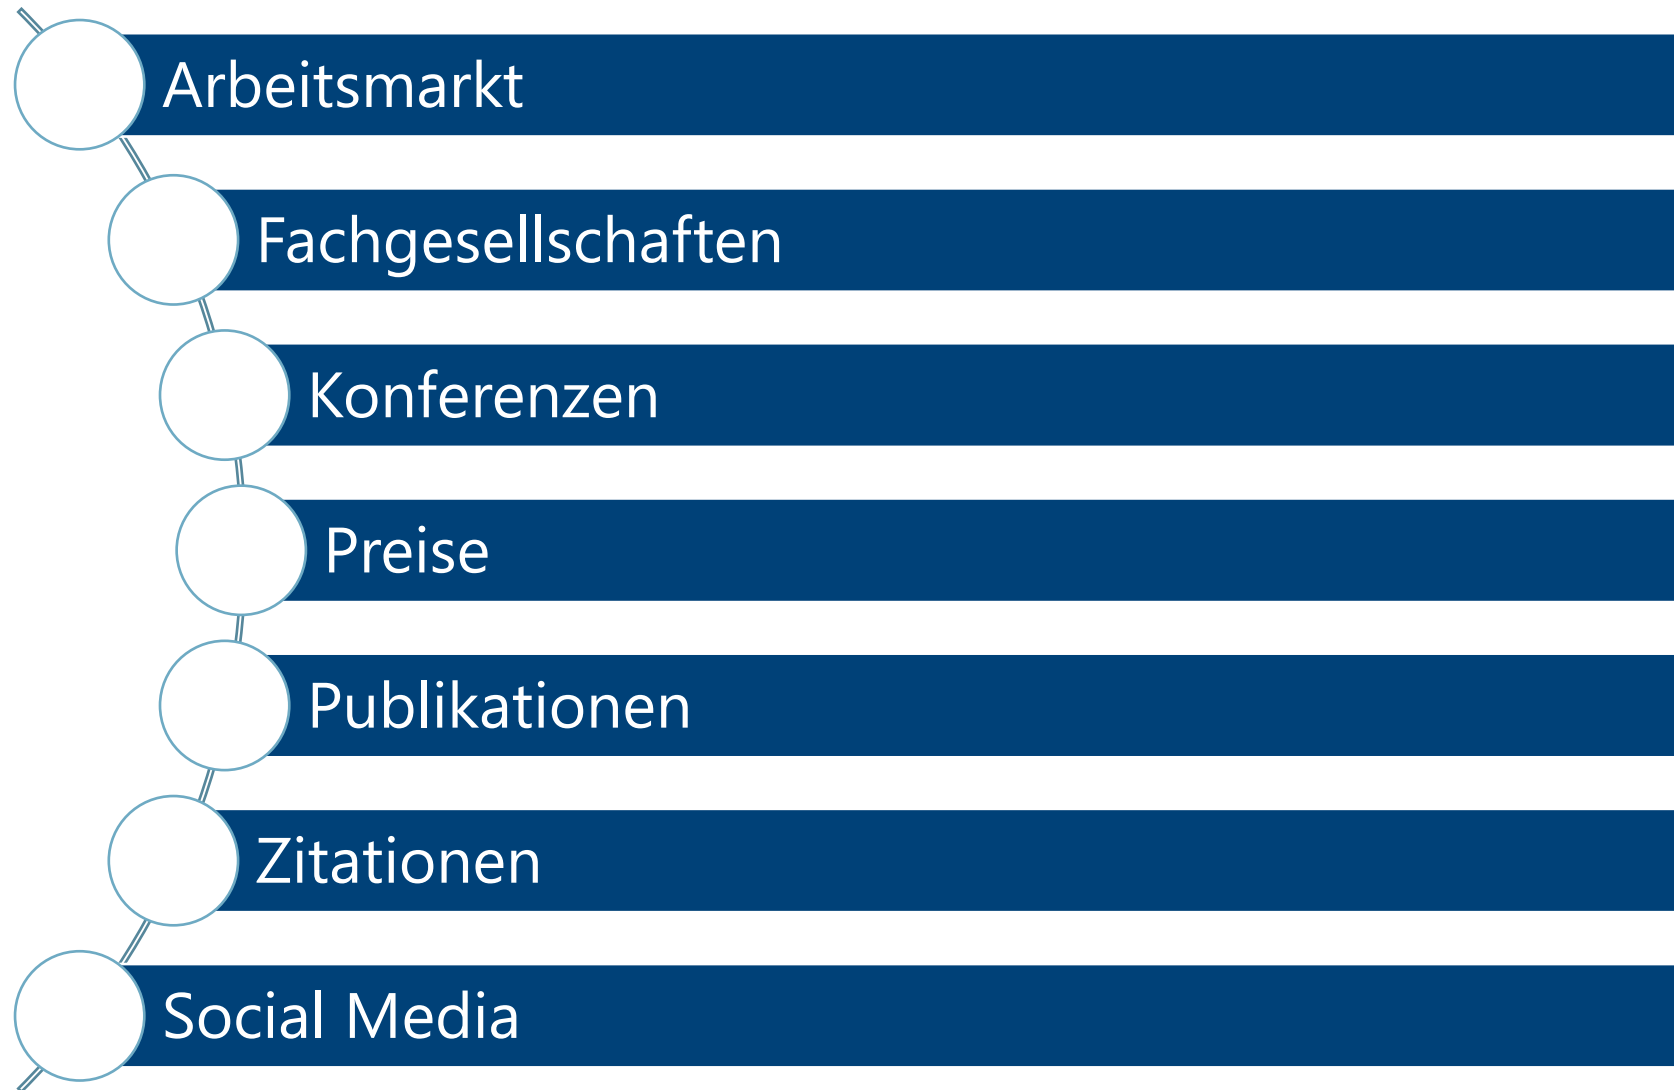 Arbeitsmarkt
Fachgesellschaften
Konferenzen
Preise
Publikationen
Zitationen
Social Media